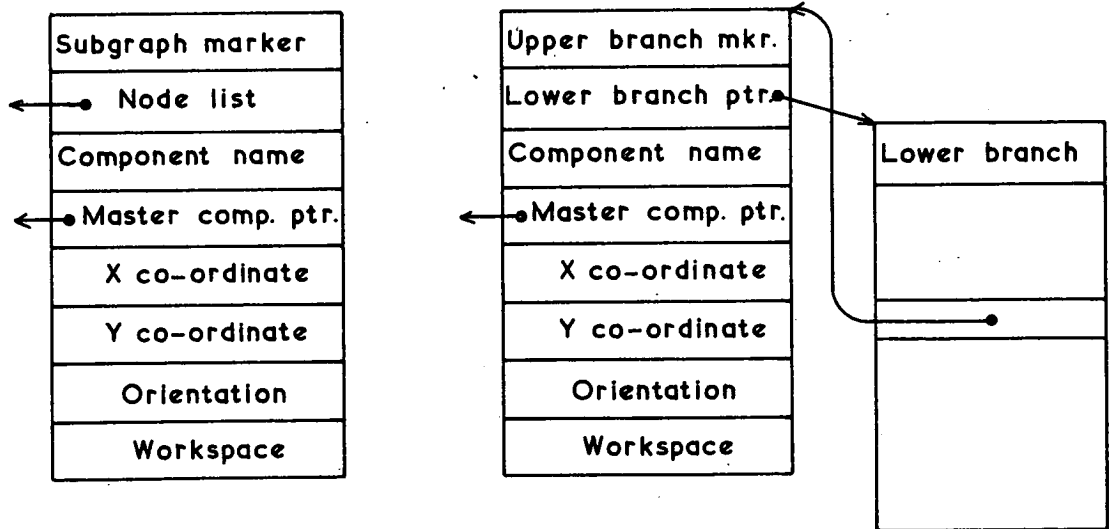 Subgraph marker
Node list
Component name
Master comp. ptr.
X co-ordinate
Y co-ordinate
Orientation
Workspace
Upper branch mkr.
Lower branch ptr.
Component name
Master comp. ptr.
X co-ordinate
Y co-ordinate
Orientation
Workspace
Lower branch